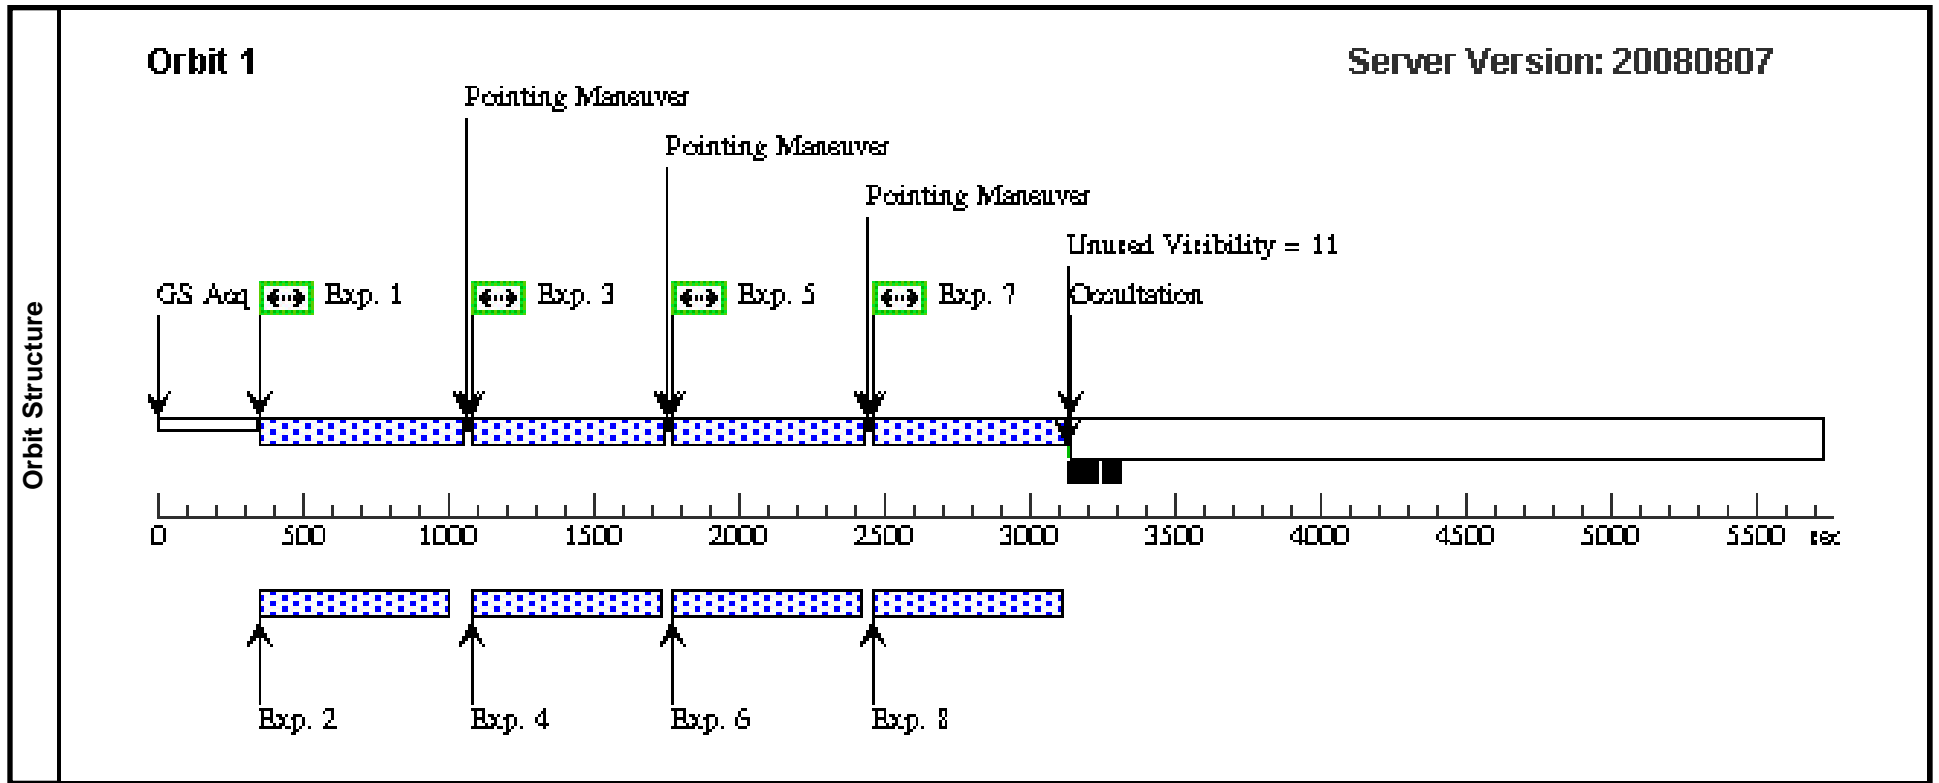 Orbit Structure
Orbit 1
Server Version: 20080807
Pointing Maneuver
Pointing Maneuver
Pointing Maneuver
Unused Visibility = 11
GS Acq
Exp. 1
Exp. 3
Exp. 5
Exp. 7
Occultation
0 500 1000 1500 2000 2500 3000 3500 4000 4500 5000 5500 sec
Exp. 2
Exp. 4
Exp. 6
Exp. 8